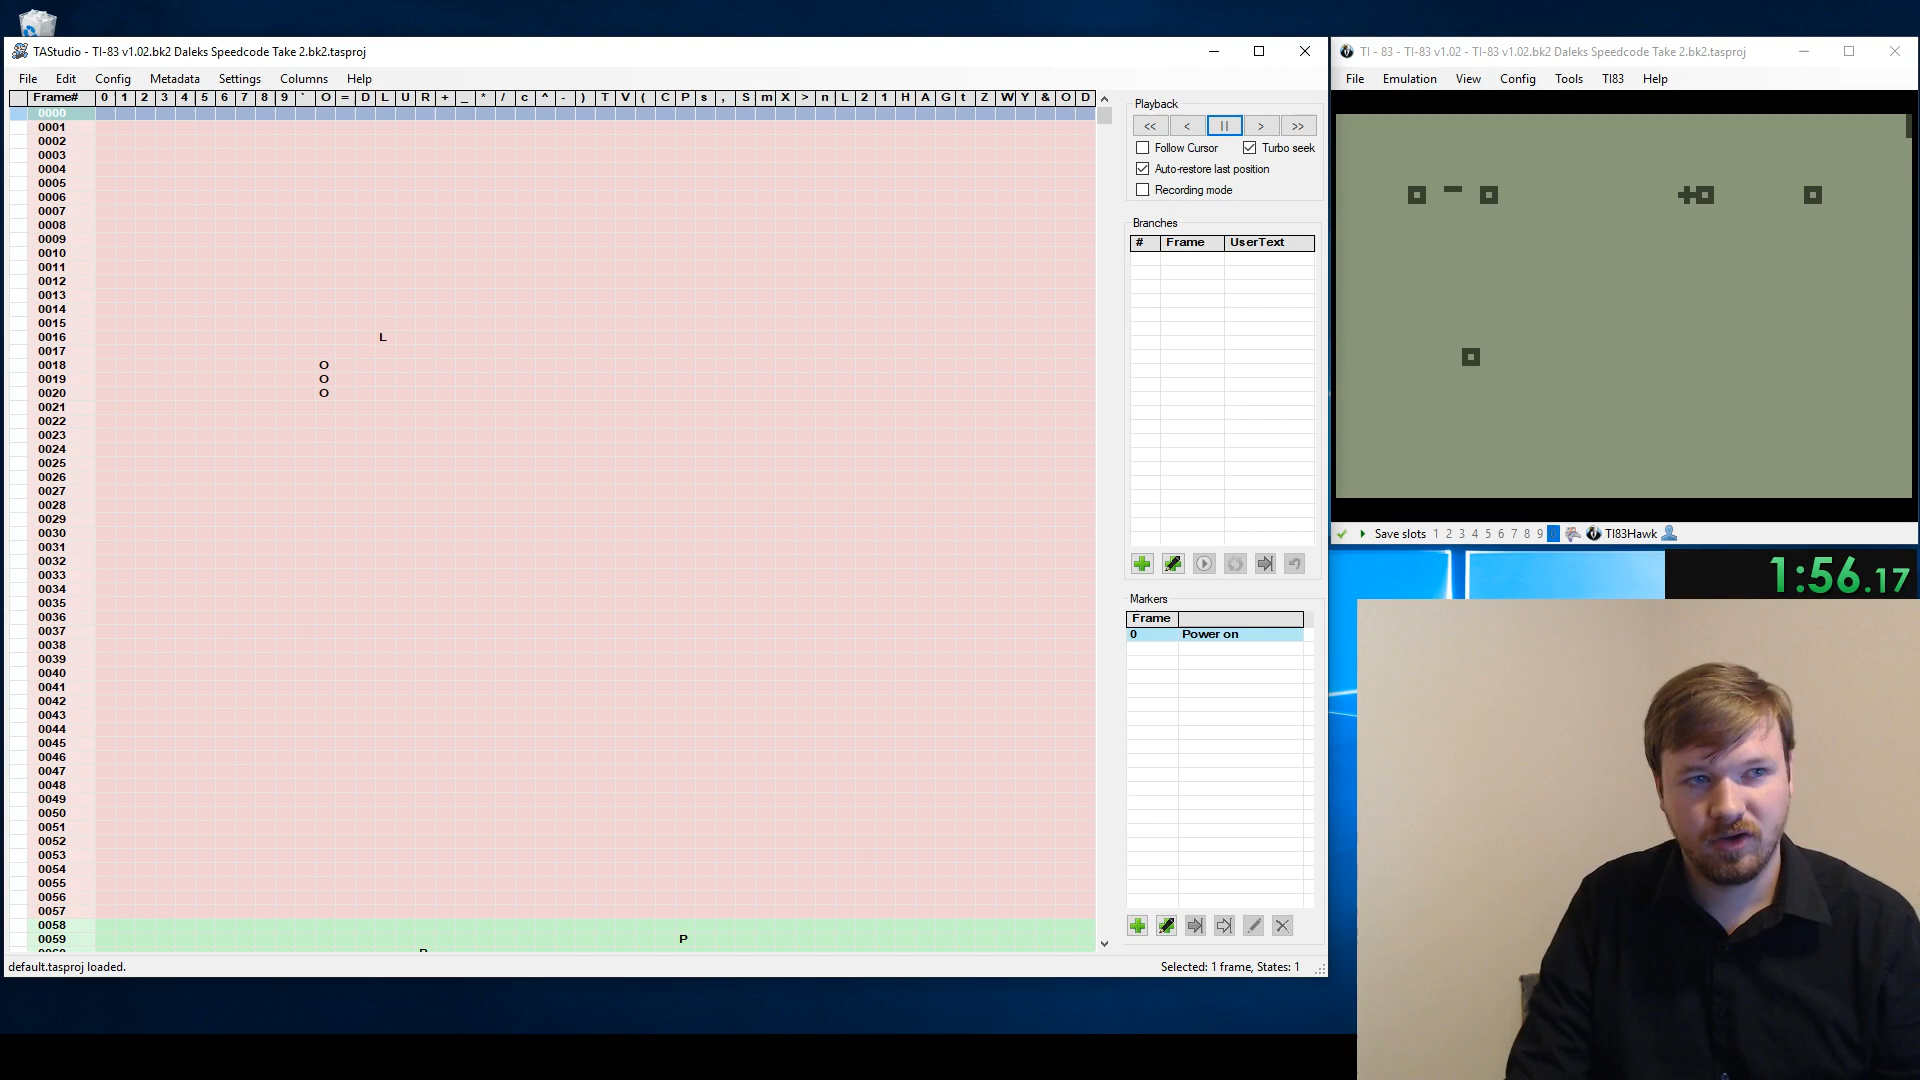 TAStudio - TI-83 v1.02.bk2 Daleks Speedcode Take 2.bk2.tasproj
File Edit Config Metadata Settings Columns Help
Frame# 0 1 2 3 4 5 6 7 8 9 ` O = D L U R + _ * / c ^ - ) T V ( C P s , S m X > n L 2 1 H A G t Z W Y & O D
0000
0001
0002
0003
0004
0005
0006
0007
0008
0009
0010
0011
0012
0013
0014
0015
0016 L
0017
0018 O
0019 O
0020 O
0021
0022
0023
0024
0025
0026
0027
0028
0029
0030
0031
0032
0033
0034
0035
0036
0037
0038
0039
0040
0041
0042
0043
0044
0045
0046
0047
0048
0049
0050
0051
0052
0053
0054
0055
0056
0057
0058
0059 P
default.tasproj loaded.
Selected: 1 frame, States: 1
Playback
<< < || > >>
Follow Cursor Turbo seek
Auto-restore last position
Recording mode
Branches
# Frame UserText
Markers
Frame
0 Power on
TI - 83 - TI-83 v1.02 - TI-83 v1.02.bk2 Daleks Speedcode Take 2.bk2.tasproj
File Emulation View Config Tools TI83 Help
Save slots 1 2 3 4 5 6 7 8 9 TI83Hawk
1:56.17